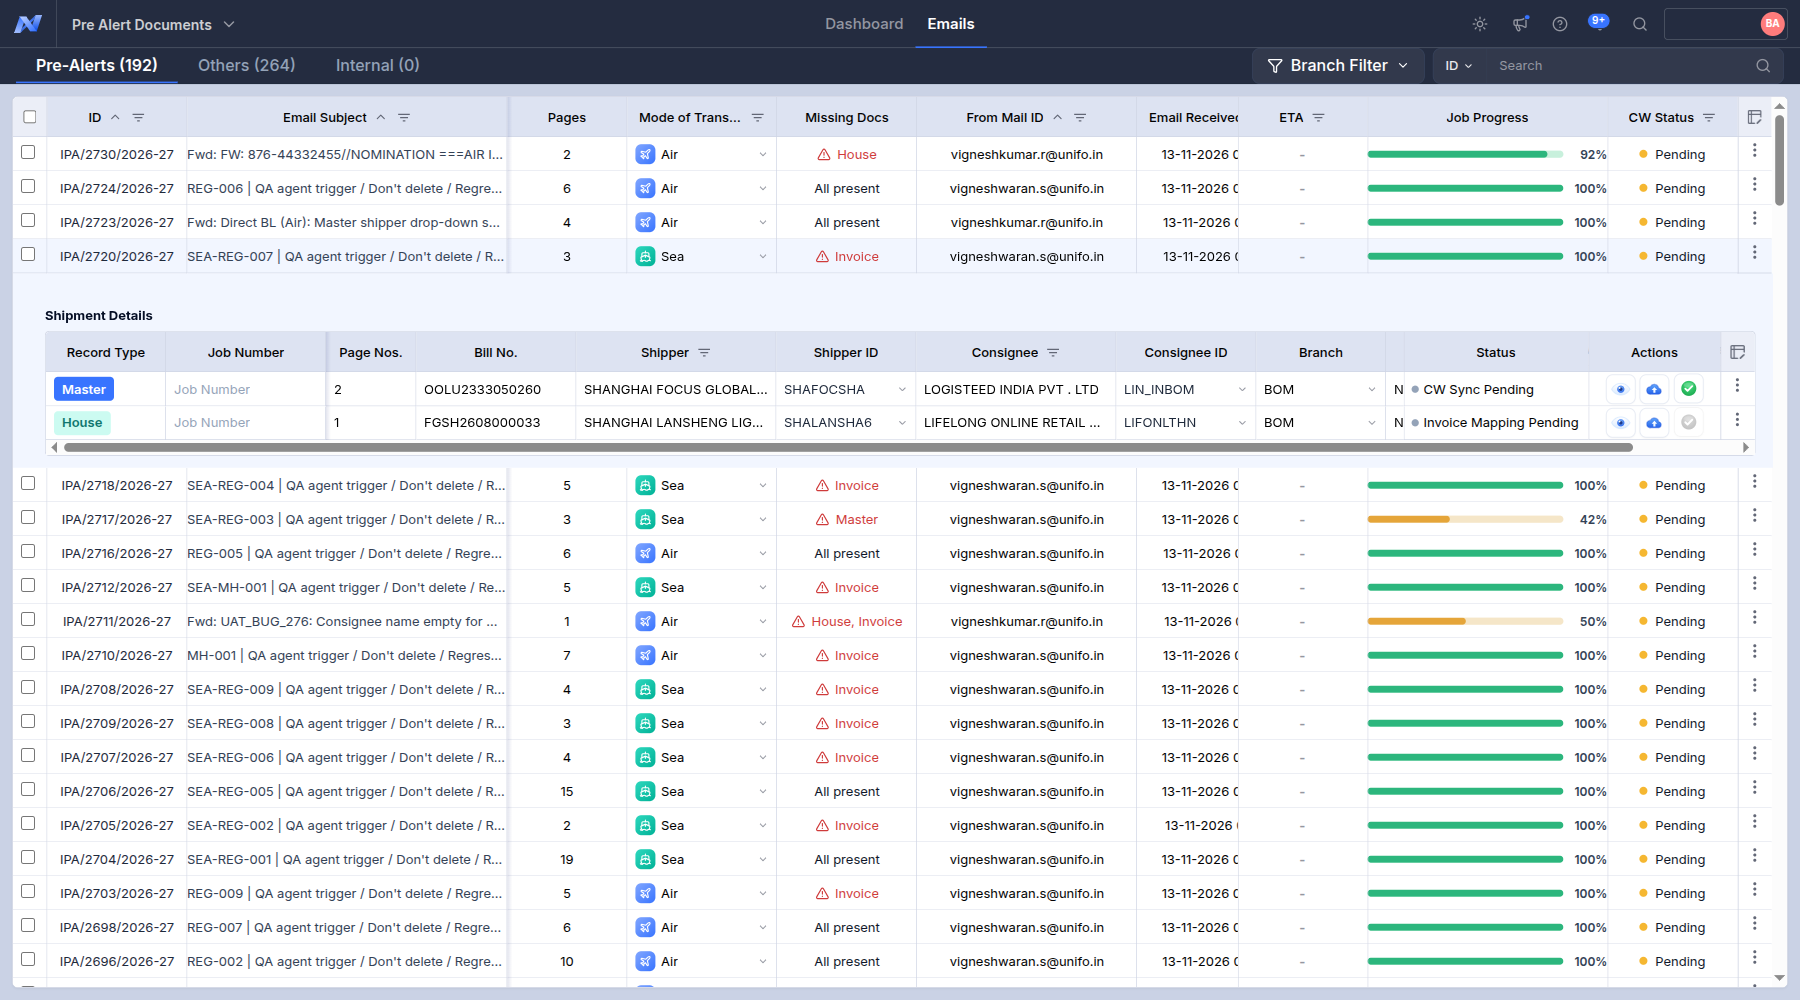 Pre Alert Documents
Dashboard
Emails
9+
BA
Pre-Alerts (192)
Others (264)
Internal (0)
Branch Filter
ID
Search
ID Email Subject Pages Mode of Trans... Missing Docs From Mail ID Email Received ETA Job Progress CW Status
IPA/2730/2026-27 Fwd: FW: 876-44332455//NOMINATION ===AIR I... 2 Air House vigneshkumar.r@unifo.in 13-11-2026 - 92% Pending
IPA/2724/2026-27 REG-006 | QA agent trigger / Don't delete / Regre... 6 Air All present vigneshwaran.s@unifo.in 13-11-2026 - 100% Pending
IPA/2723/2026-27 Fwd: Direct BL (Air): Master shipper drop-down s... 4 Air All present vigneshkumar.r@unifo.in 13-11-2026 - 100% Pending
IPA/2720/2026-27 SEA-REG-007 | QA agent trigger / Don't delete / R... 3 Sea Invoice vigneshwaran.s@unifo.in 13-11-2026 - 100% Pending
Shipment Details
Record Type Job Number Page Nos. Bill No. Shipper Shipper ID Consignee Consignee ID Branch Status Actions
Master Job Number 2 OOLU2333050260 SHANGHAI FOCUS GLOBAL... SHAFOCSHA LOGISTEED INDIA PVT . LTD LIN_INBOM BOM N CW Sync Pending
House Job Number 1 FGSH2608000033 SHANGHAI LANSHENG LIG... SHALANSHA6 LIFELONG ONLINE RETAIL ... LIFONLTHN BOM N Invoice Mapping Pending
IPA/2718/2026-27 SEA-REG-004 | QA agent trigger / Don't delete / R... 5 Sea Invoice vigneshwaran.s@unifo.in 13-11-2026 - 100% Pending
IPA/2717/2026-27 SEA-REG-003 | QA agent trigger / Don't delete / R... 3 Sea Master vigneshwaran.s@unifo.in 13-11-2026 - 42% Pending
IPA/2716/2026-27 REG-005 | QA agent trigger / Don't delete / Regre... 6 Air All present vigneshwaran.s@unifo.in 13-11-2026 - 100% Pending
IPA/2712/2026-27 SEA-MH-001 | QA agent trigger / Don't delete / Re... 5 Sea Invoice vigneshwaran.s@unifo.in 13-11-2026 - 100% Pending
IPA/2711/2026-27 Fwd: UAT_BUG_276: Consignee name empty for ... 1 Air House, Invoice vigneshkumar.r@unifo.in 13-11-2026 - 50% Pending
IPA/2710/2026-27 MH-001 | QA agent trigger / Don't delete / Regres... 7 Air Invoice vigneshwaran.s@unifo.in 13-11-2026 - 100% Pending
IPA/2708/2026-27 SEA-REG-009 | QA agent trigger / Don't delete / R... 4 Sea Invoice vigneshwaran.s@unifo.in 13-11-2026 - 100% Pending
IPA/2709/2026-27 SEA-REG-008 | QA agent trigger / Don't delete / R... 3 Sea Invoice vigneshwaran.s@unifo.in 13-11-2026 - 100% Pending
IPA/2707/2026-27 SEA-REG-006 | QA agent trigger / Don't delete / R... 4 Sea Invoice vigneshwaran.s@unifo.in 13-11-2026 - 100% Pending
IPA/2706/2026-27 SEA-REG-005 | QA agent trigger / Don't delete / R... 15 Sea All present vigneshwaran.s@unifo.in 13-11-2026 - 100% Pending
IPA/2705/2026-27 SEA-REG-002 | QA agent trigger / Don't delete / R... 2 Sea Invoice vigneshwaran.s@unifo.in 13-11-2026 - 100% Pending
IPA/2704/2026-27 SEA-REG-001 | QA agent trigger / Don't delete / R... 19 Sea All present vigneshwaran.s@unifo.in 13-11-2026 - 100% Pending
IPA/2703/2026-27 REG-009 | QA agent trigger / Don't delete / Regre... 5 Air Invoice vigneshwaran.s@unifo.in 13-11-2026 - 100% Pending
IPA/2698/2026-27 REG-007 | QA agent trigger / Don't delete / Regre... 6 Air All present vigneshwaran.s@unifo.in 13-11-2026 - 100% Pending
IPA/2696/2026-27 REG-002 | QA agent trigger / Don't delete / Regre... 10 Air All present vigneshwaran.s@unifo.in 13-11-2026 - 100% Pending